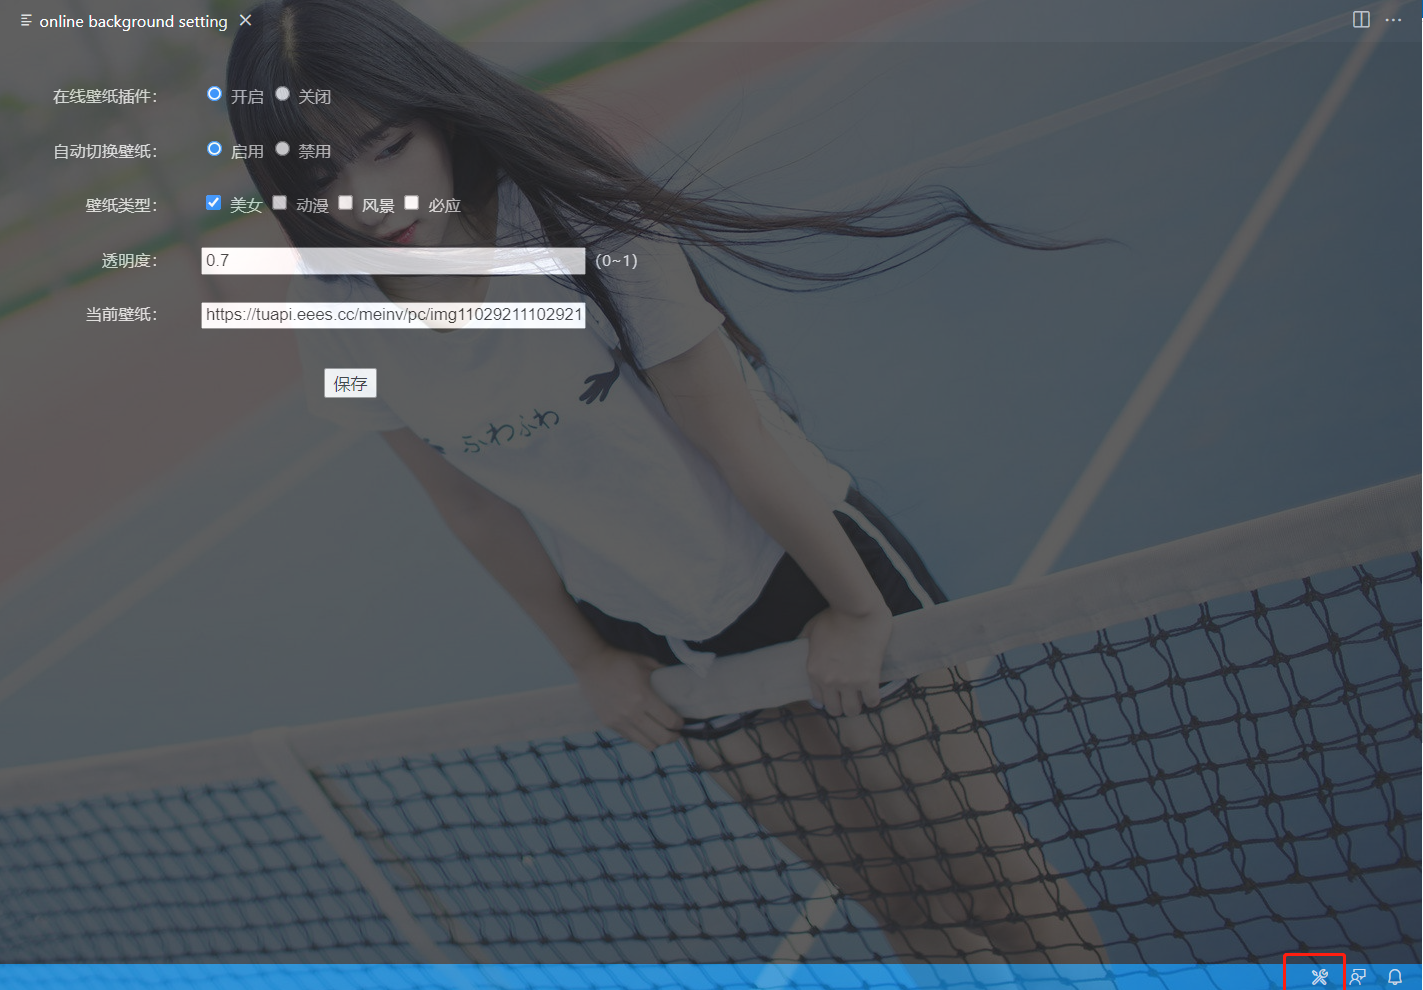 online background setting
在线壁纸插件： 开启 关闭
自动切换壁纸： 启用 禁用
壁纸类型： 美女 动漫 风景 必应
透明度： 0.7 (0~1)
当前壁纸： https://tuapi.eees.cc/meinv/pc/img11029211102921
保存
ふわふわ